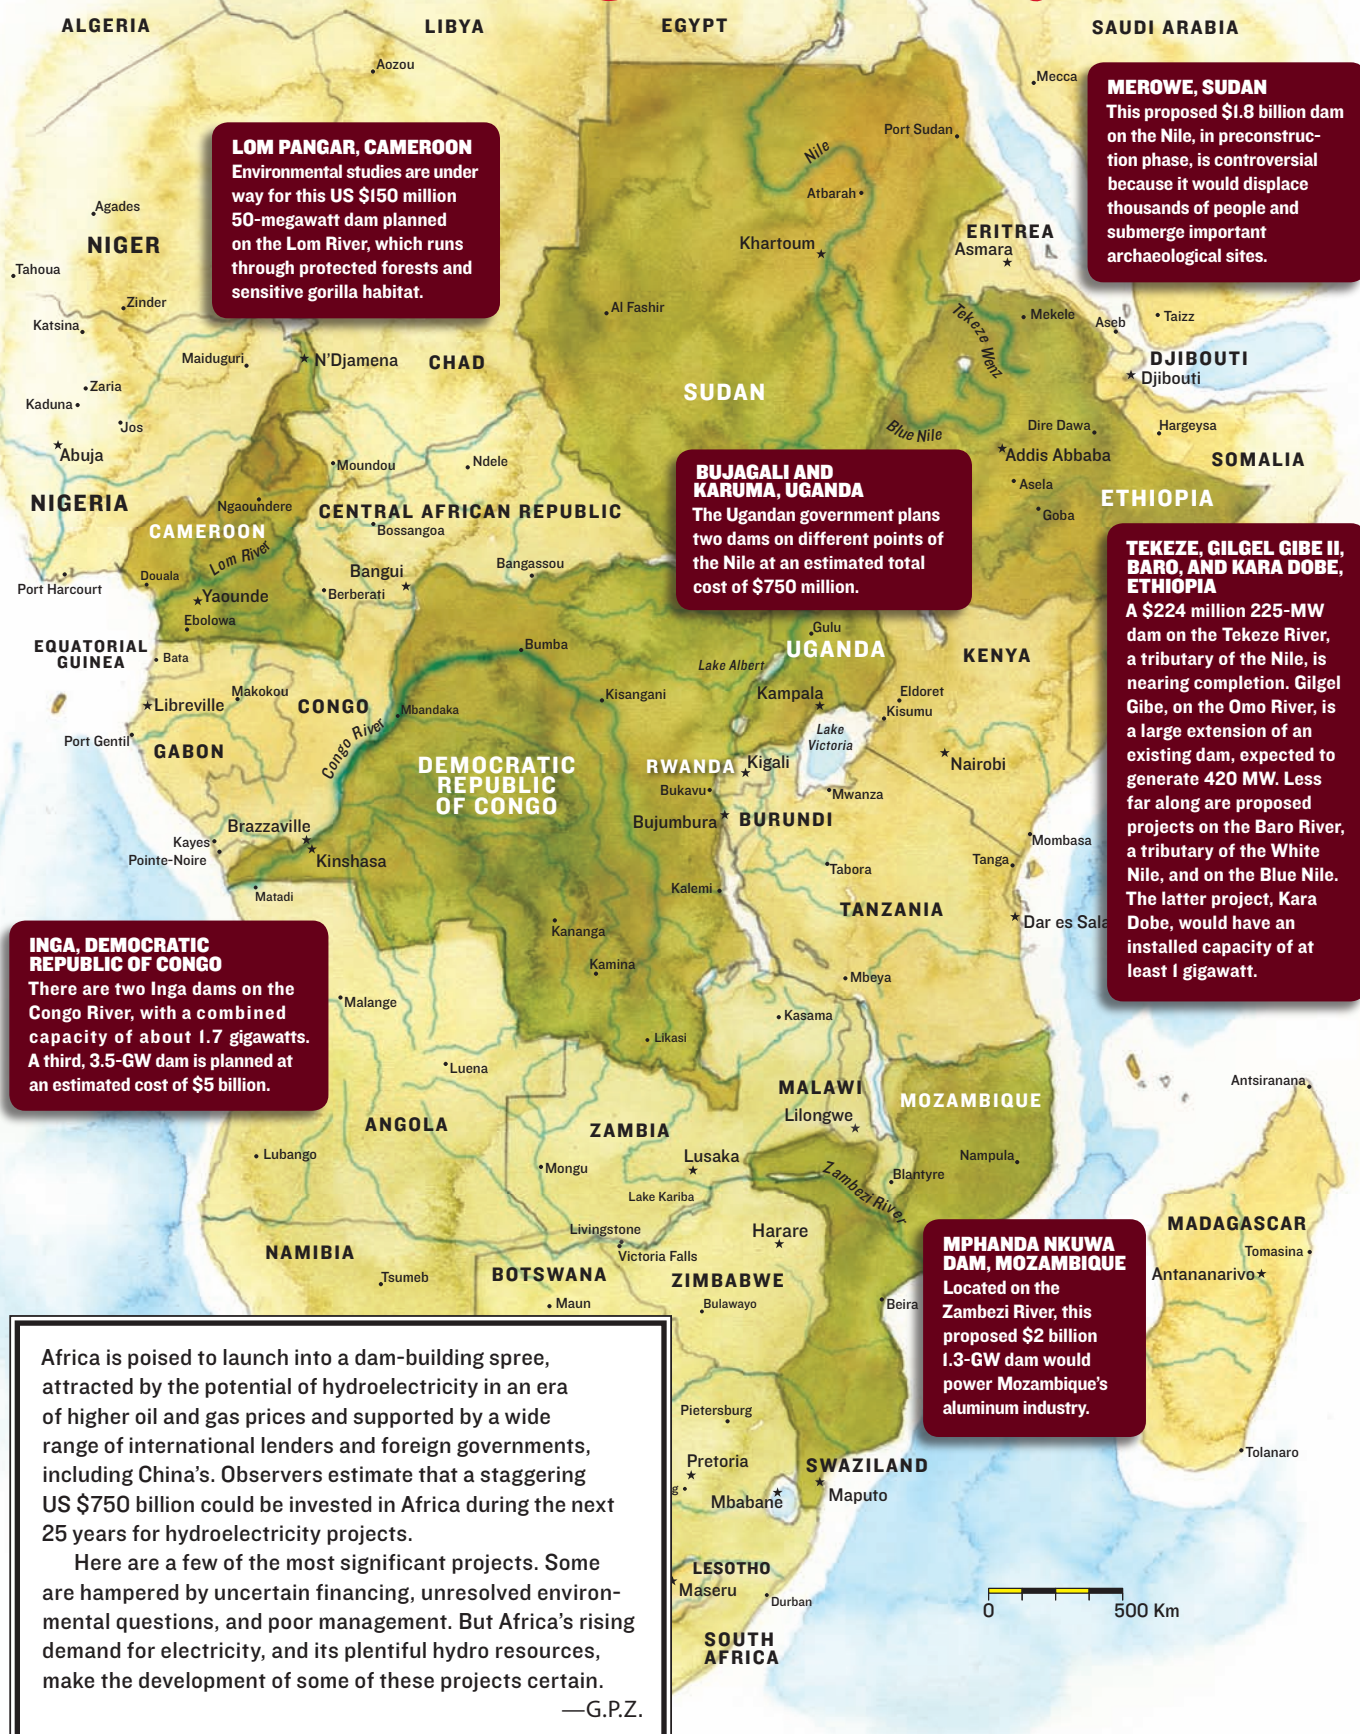 ALGERIA
LIBYA
EGYPT
SAUDI ARABIA
Aozou
Mecca
MEROWE, SUDAN
This proposed $1.8 billion dam
on the Nile, in preconstruc-
tion phase, is controversial
because it would displace
thousands of people and
submerge important
archaeological sites.
LOM PANGAR, CAMEROON
Environmental studies are under
way for this US $150 million
50-megawatt dam planned
on the Lom River, which runs
through protected forests and
sensitive gorilla habitat.
Port Sudan
Nile
Atbarah
Agades
NIGER
Khartoum
ERITREA
Asmara
Tahoua
Zinder
Katsina
Al Fashir
Tekeze Wenz
Mekele
Aseb
Taizz
Maiduguri
N'Djamena
CHAD
DJIBOUTI
Djibouti
Zaria
Kaduna
Jos
SUDAN
Abuja
Blue Nile
Dire Dawa
Hargeysa
Addis Abbaba
SOMALIA
Moundou
Ndele
Asela
ETHIOPIA
Goba
NIGERIA
Ngaoundere
CENTRAL AFRICAN REPUBLIC
CAMEROON
Bossangoa
BUJAGALI AND
KARUMA, UGANDA
The Ugandan government plans
two dams on different points of
the Nile at an estimated total
cost of $750 million.
TEKEZE, GILGEL GIBE II,
BARO, AND KARA DOBE,
ETHIOPIA
A $224 million 225-MW
dam on the Tekeze River,
a tributary of the Nile, is
nearing completion. Gilgel
Gibe, on the Omo River, is
a large extension of an
existing dam, expected to
generate 420 MW. Less
far along are proposed
projects on the Baro River,
a tributary of the White
Nile, and on the Blue Nile.
The latter project, Kara
Dobe, would have an
installed capacity of at
least 1 gigawatt.
Lom River
Port Harcourt
Douala
Bangui
Bangassou
Yaounde
Berberati
Ebolowa
EQUATORIAL
GUINEA
Bata
Bumba
Gulu
UGANDA
KENYA
Lake Albert
Makokou
Libreville
CONGO
Mbandaka
Kisangani
Kampala
Eldoret
Kisumu
Port Gentil
GABON
Congo River
Lake
Victoria
DEMOCRATIC
REPUBLIC
OF CONGO
RWANDA
Kigali
Nairobi
Bukavu
Mwanza
Bujumbura
BURUNDI
Brazzaville
Kayes
Pointe-Noire
Kinshasa
Mombasa
Tanga
Tabora
Matadi
Kalemi
TANZANIA
Dar es Sala
INGA, DEMOCRATIC
REPUBLIC OF CONGO
There are two Inga dams on the
Congo River, with a combined
capacity of about 1.7 gigawatts.
A third, 3.5-GW dam is planned at
an estimated cost of $5 billion.
Kananga
Kamina
Mbeya
Malange
Kasama
Likasi
Luena
Antsiranana
MALAWI
Lilongwe
MOZAMBIQUE
ANGOLA
ZAMBIA
Lubango
Mongu
Lusaka
Nampula
Zambezi River
Blantyre
Lake Kariba
Livingstone
Victoria Falls
Harare
NAMIBIA
Tsumeb
BOTSWANA
Maun
ZIMBABWE
Bulawayo
Beira
MPHANDA NKUWA
DAM, MOZAMBIQUE
Located on the
Zambezi River, this
proposed $2 billion
1.3-GW dam would
power Mozambique's
aluminum industry.
MADAGASCAR
Tomasina
Antananarivo
Tolanaro
Africa is poised to launch into a dam-building spree,
attracted by the potential of hydroelectricity in an era
of higher oil and gas prices and supported by a wide
range of international lenders and foreign governments,
including China's. Observers estimate that a staggering
US $750 billion could be invested in Africa during the next
25 years for hydroelectricity projects.
Here are a few of the most significant projects. Some
are hampered by uncertain financing, unresolved environ-
mental questions, and poor management. But Africa's rising
demand for electricity, and its plentiful hydro resources,
make the development of some of these projects certain.
—G.P.Z.
Pietersburg
Pretoria
g
SWAZILAND
Mbabane
Maputo
LESOTHO
Maseru
Durban
SOUTH
AFRICA
0
500 Km